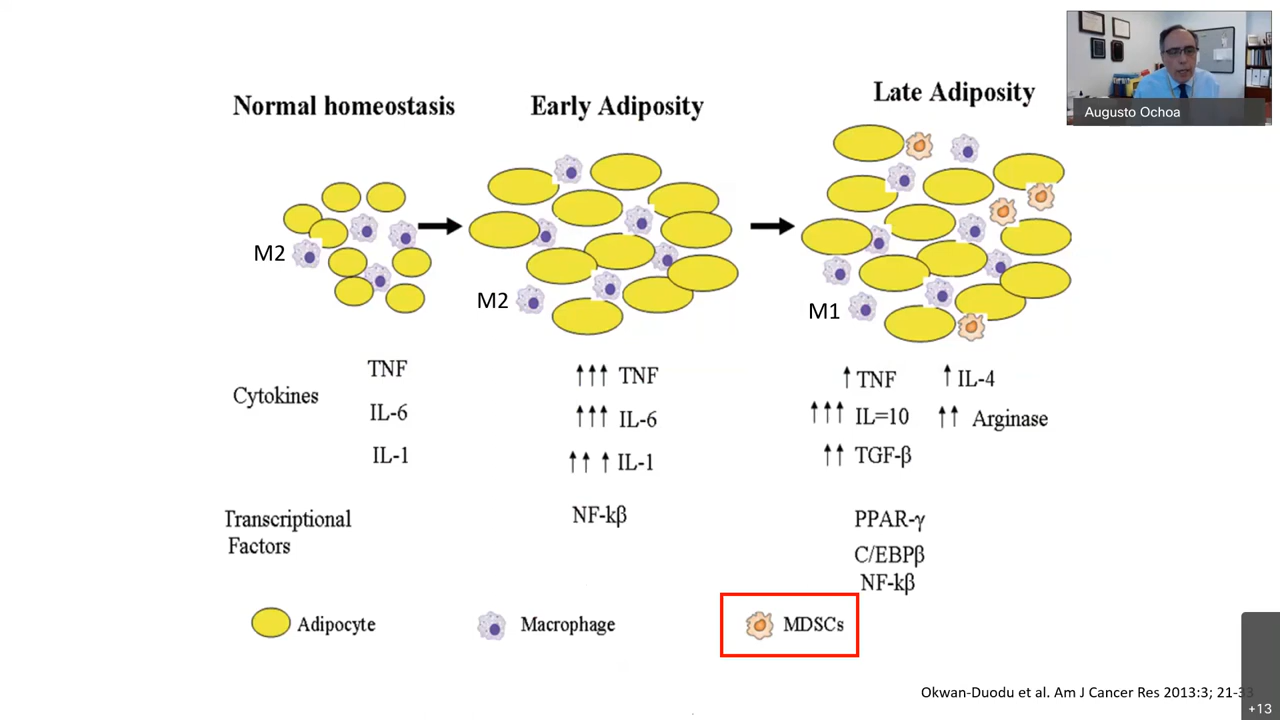 Augusto Ochoa
Normal homeostasis
Early Adiposity
Late Adiposity
M2
M2
M1
Cytokines
TNF
IL-6
IL-1
↑↑↑ TNF
↑↑↑ IL-6
↑↑ ↑ IL-1
↑ TNF
↑ IL-4
↑↑↑ IL=10
↑↑ Arginase
↑↑ TGF-β
Transcriptional
Factors
NF-kβ
PPAR-γ
C/EBPβ
NF-kβ
Adipocyte
Macrophage
MDSCs
Okwan-Duodu et al. Am J Cancer Res 2013:3; 21-33
+13